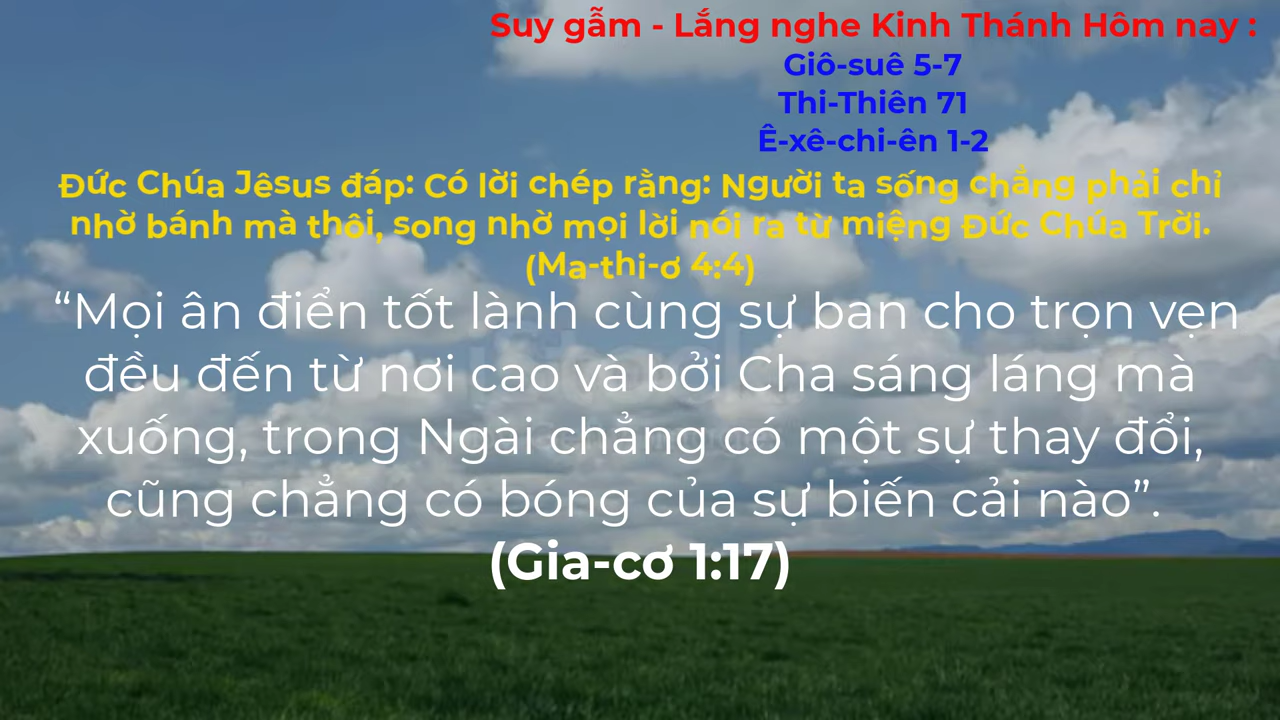 Suy gẫm - Lắng nghe Kinh Thánh Hôm nay :
Giô-suê 5-7
Thi-Thiên 71
Ê-xê-chi-ên 1-2
Đức Chúa Jêsus đáp: Có lời chép rằng: Người ta sống chẳng phải chỉ
nhờ bánh mà thôi, song nhờ mọi lời nói ra từ miệng Đức Chúa Trời.
(Ma-thi-ơ 4:4)
“Mọi ân điển tốt lành cùng sự ban cho trọn vẹn
đều đến từ nơi cao và bởi Cha sáng láng mà
xuống, trong Ngài chẳng có một sự thay đổi,
cũng chẳng có bóng của sự biến cải nào”.
(Gia-cơ 1:17)